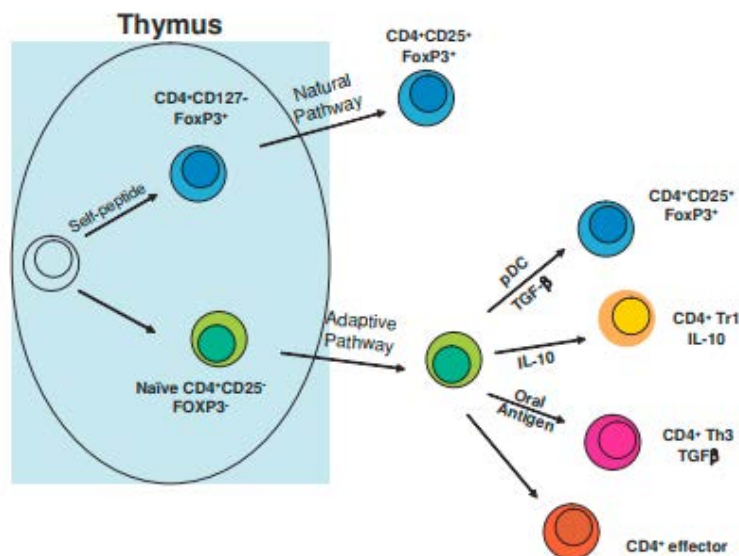 Thymus
CD4⁺CD25⁺
FoxP3⁺
CD4⁺CD127-
FoxP3⁺
Natural
Pathway
Self-peptide
CD4⁺CD25⁺
FoxP3⁺
pDC
TGF-β
Adaptive
Pathway
CD4⁺ Tr1
IL-10
IL-10
Naïve CD4⁺CD25⁻
FOXP3⁻
Oral
Antigen
CD4⁺ Th3
TGFβ
CD4⁺ effector